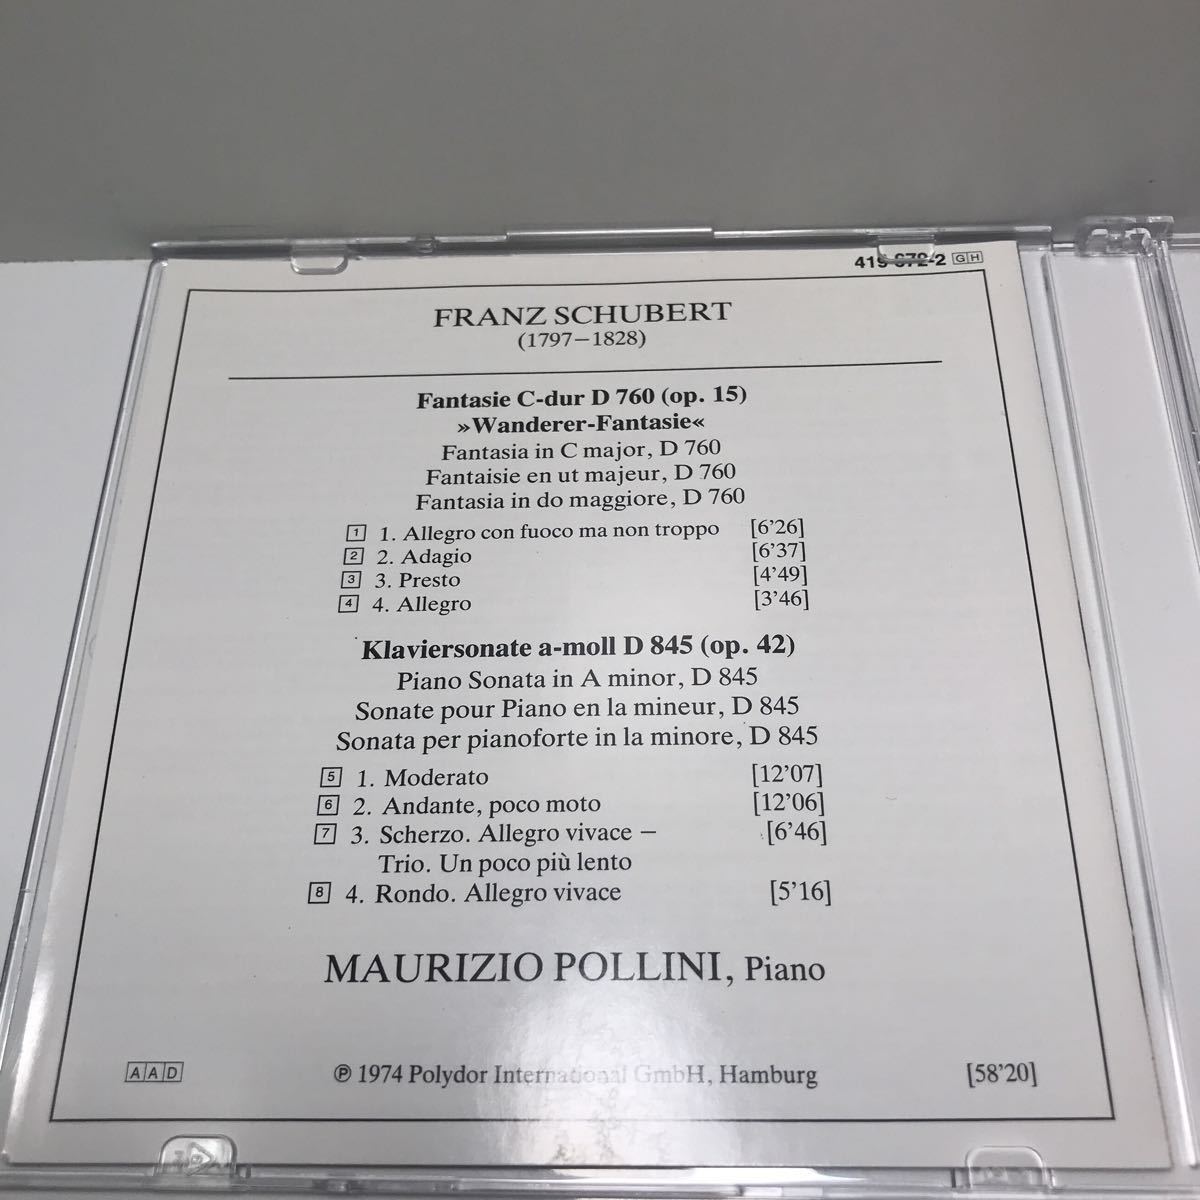 419 672-2 GH
FRANZ SCHUBERT
(1797–1828)
Fantasie C-dur D 760 (op. 15)
»Wanderer-Fantasie«
Fantasia in C major, D 760
Fantaisie en ut majeur, D 760
Fantasia in do maggiore, D 760
1 1. Allegro con fuoco ma non troppo [6’26]
2 2. Adagio [6’37]
3 3. Presto [4’49]
4 4. Allegro [3’46]
Klaviersonate a-moll D 845 (op. 42)
Piano Sonata in A minor, D 845
Sonate pour Piano en la mineur, D 845
Sonata per pianoforte in la minore, D 845
5 1. Moderato [12’07]
6 2. Andante, poco moto [12’06]
7 3. Scherzo. Allegro vivace – [6’46]
Trio. Un poco più lento
8 4. Rondo. Allegro vivace [5’16]
MAURIZIO POLLINI, Piano
AAD ℗ 1974 Polydor International GmbH, Hamburg [58’20]